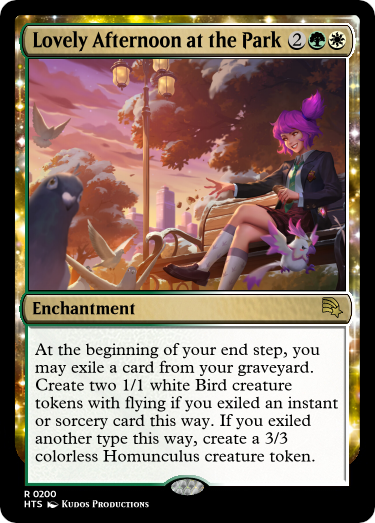 Lovely Afternoon at the Park 2
Enchantment
At the beginning of your end step, you
may exile a card from your graveyard.
Create two 1/1 white Bird creature
tokens with flying if you exiled an instant
or sorcery card this way. If you exiled
another type this way, create a 3/3
colorless Homunculus creature token.
R 0200
HTS Kudos Productions